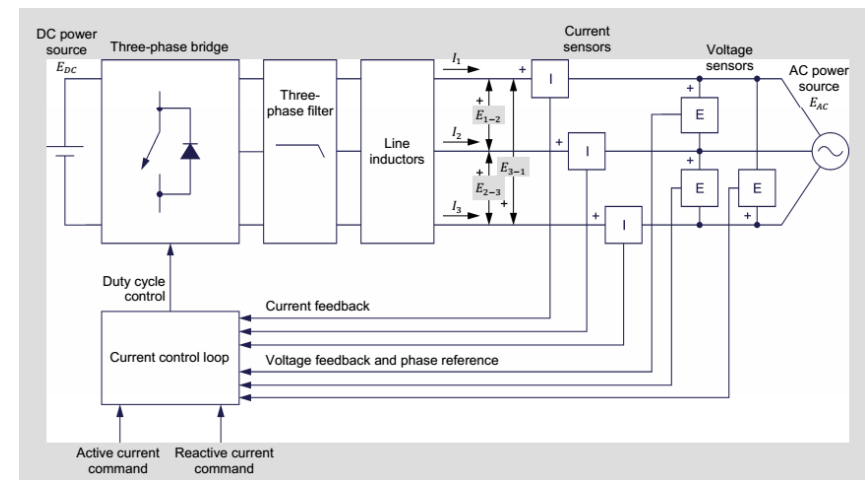 DC power
source
E_DC
Three-phase bridge
Three-
phase filter
Line
inductors
I_1
I_2
I_3
+
+
+
E_1–2
+
E_2–3
+
E_3–1
+
Current
sensors
I
I
I
Voltage
sensors
+
E
+
E
E
+
AC power
source
E_AC
Duty cycle
control
Current feedback
Current control loop
Voltage feedback and phase reference
Active current
command
Reactive current
command